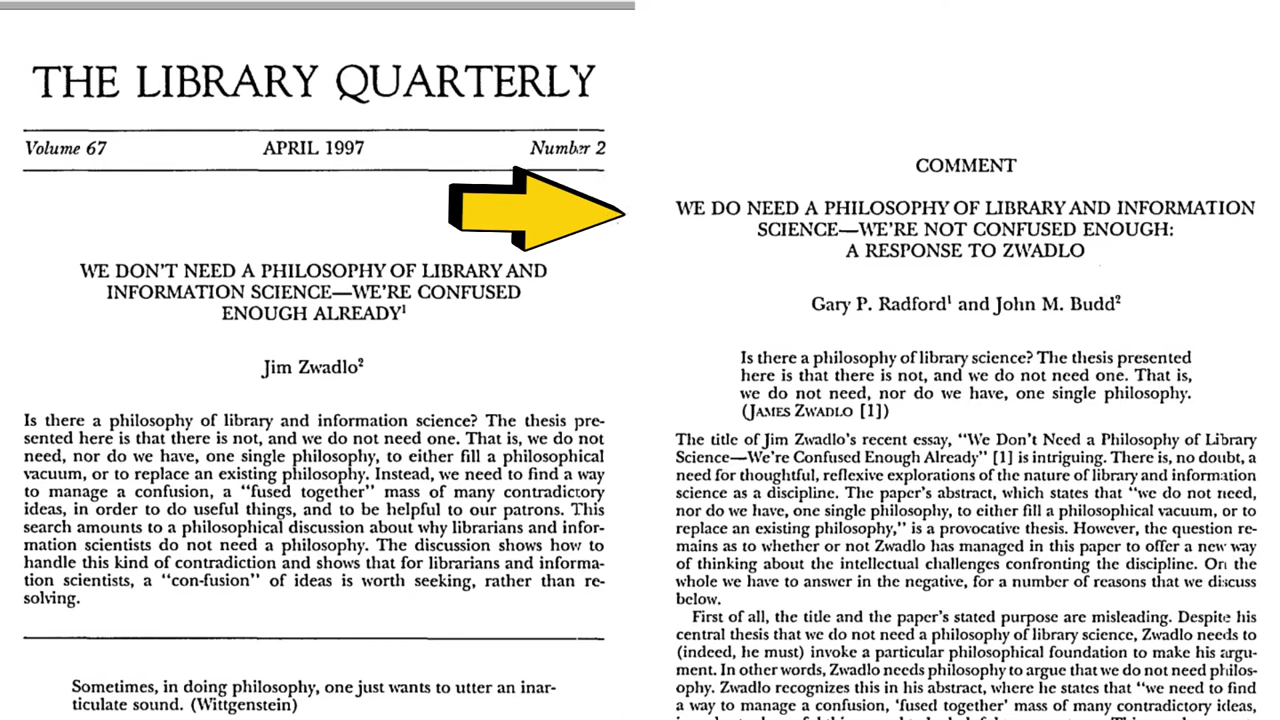 THE LIBRARY QUARTERLY
Volume 67 APRIL 1997 Number 2
WE DON'T NEED A PHILOSOPHY OF LIBRARY AND
INFORMATION SCIENCE—WE'RE CONFUSED
ENOUGH ALREADY¹
Jim Zwadlo²
Is there a philosophy of library and information science? The thesis pre-
sented here is that there is not, and we do not need one. That is, we do not
need, nor do we have, one single philosophy, to either fill a philosophical
vacuum, or to replace an existing philosophy. Instead, we need to find a way
to manage a confusion, a “fused together” mass of many contradictory
ideas, in order to do useful things, and to be helpful to our patrons. This
search amounts to a philosophical discussion about why librarians and infor-
mation scientists do not need a philosophy. The discussion shows how to
handle this kind of contradiction and shows that for librarians and informa-
tion scientists, a “con-fusion” of ideas is worth seeking, rather than re-
solving.
Sometimes, in doing philosophy, one just wants to utter an inar-
ticulate sound. (Wittgenstein)
COMMENT
WE DO NEED A PHILOSOPHY OF LIBRARY AND INFORMATION
SCIENCE—WE'RE NOT CONFUSED ENOUGH:
A RESPONSE TO ZWADLO
Gary P. Radford¹ and John M. Budd²
Is there a philosophy of library science? The thesis presented
here is that there is not, and we do not need one. That is,
we do not need, nor do we have, one single philosophy.
(JAMES ZWADLO [1])
The title of Jim Zwadlo's recent essay, “We Don't Need a Philosophy of Library
Science—We're Confused Enough Already” [1] is intriguing. There is, no doubt, a
need for thoughtful, reflexive explorations of the nature of library and information
science as a discipline. The paper's abstract, which states that “we do not need,
nor do we have, one single philosophy, to either fill a philosophical vacuum, or to
replace an existing philosophy,” is a provocative thesis. However, the question re-
mains as to whether or not Zwadlo has managed in this paper to offer a new way
of thinking about the intellectual challenges confronting the discipline. On the
whole we have to answer in the negative, for a number of reasons that we discuss
below.
First of all, the title and the paper's stated purpose are misleading. Despite his
central thesis that we do not need a philosophy of library science, Zwadlo needs to
(indeed, he must) invoke a particular philosophical foundation to make his argu-
ment. In other words, Zwadlo needs philosophy to argue that we do not need philos-
ophy. Zwadlo recognizes this in his abstract, where he states that “we need to find
a way to manage a confusion, 'fused together' mass of many contradictory ideas,